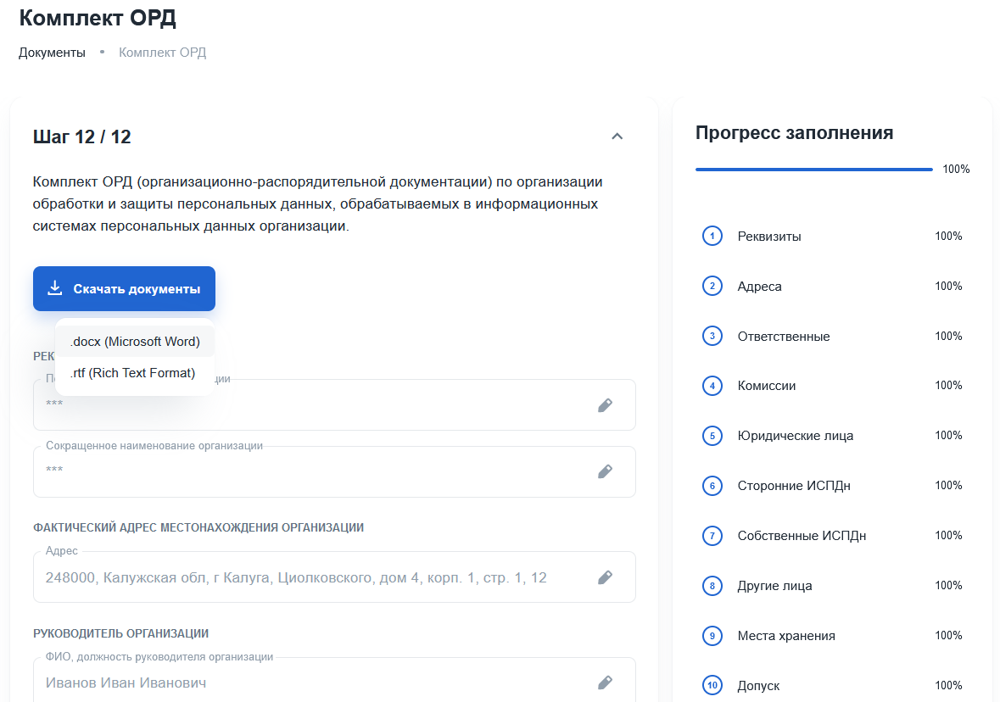 Комплект ОРД
Документы • Комплект ОРД
Шаг 12 / 12
Комплект ОРД (организационно-распорядительной документации) по организации
обработки и защиты персональных данных, обрабатываемых в информационных
системах персональных данных организации.
Скачать документы
.docx (Microsoft Word)
.rtf (Rich Text Format)
***
Сокращенное наименование организации
***
ФАКТИЧЕСКИЙ АДРЕС МЕСТОНАХОЖДЕНИЯ ОРГАНИЗАЦИИ
Адрес
248000, Калужская обл, г Калуга, Циолковского, дом 4, корп. 1, стр. 1, 12
РУКОВОДИТЕЛЬ ОРГАНИЗАЦИИ
ФИО, должность руководителя организации
Иванов Иван Иванович
Прогресс заполнения
100%
1 Реквизиты 100%
2 Адреса 100%
3 Ответственные 100%
4 Комиссии 100%
5 Юридические лица 100%
6 Сторонние ИСПДн 100%
7 Собственные ИСПДн 100%
8 Другие лица 100%
9 Места хранения 100%
10 Допуск 100%